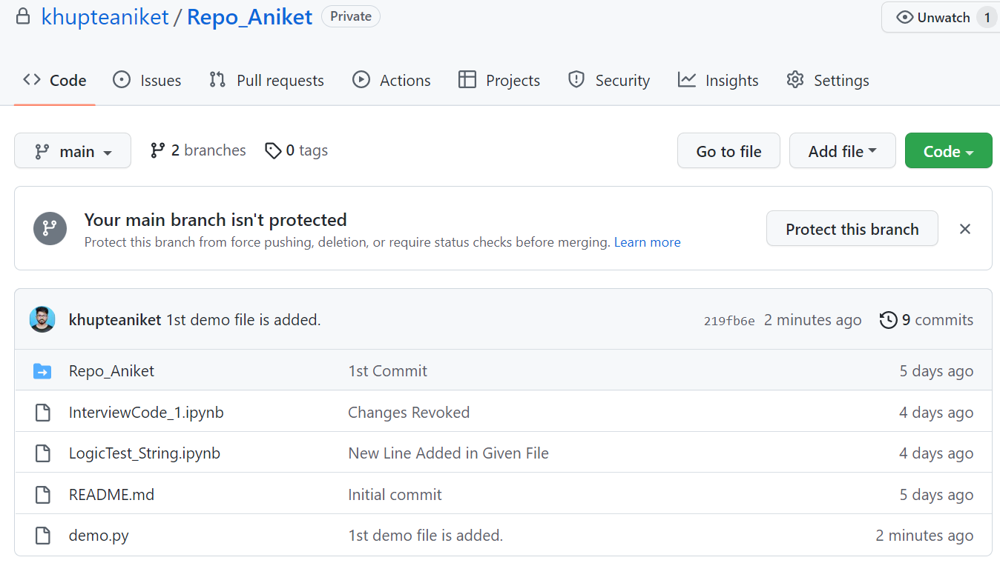 khupteaniket / Repo_Aniket Private Unwatch 1
Code Issues Pull requests Actions Projects Security Insights Settings
main 2 branches 0 tags Go to file Add file Code
Your main branch isn't protected
Protect this branch from force pushing, deletion, or require status checks before merging. Learn more
Protect this branch
khupteaniket 1st demo file is added. 219fb6e 2 minutes ago 9 commits
Repo_Aniket 1st Commit 5 days ago
InterviewCode_1.ipynb Changes Revoked 4 days ago
LogicTest_String.ipynb New Line Added in Given File 4 days ago
README.md Initial commit 5 days ago
demo.py 1st demo file is added. 2 minutes ago